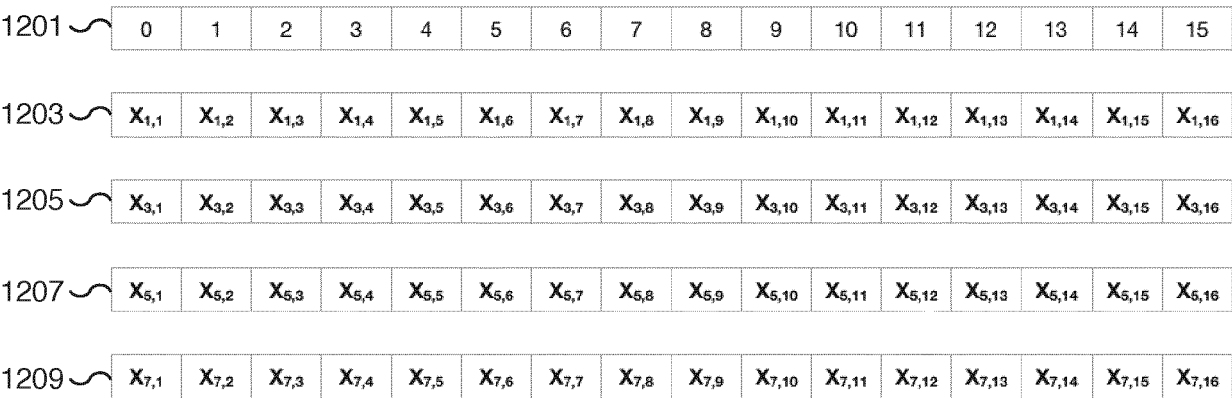 1201 0 1 2 3 4 5 6 7 8 9 10 11 12 13 14 15
1203 X1,1 X1,2 X1,3 X1,4 X1,5 X1,6 X1,7 X1,8 X1,9 X1,10 X1,11 X1,12 X1,13 X1,14 X1,15 X1,16
1205 X3,1 X3,2 X3,3 X3,4 X3,5 X3,6 X3,7 X3,8 X3,9 X3,10 X3,11 X3,12 X3,13 X3,14 X3,15 X3,16
1207 X5,1 X5,2 X5,3 X5,4 X5,5 X5,6 X5,7 X5,8 X5,9 X5,10 X5,11 X5,12 X5,13 X5,14 X5,15 X5,16
1209 X7,1 X7,2 X7,3 X7,4 X7,5 X7,6 X7,7 X7,8 X7,9 X7,10 X7,11 X7,12 X7,13 X7,14 X7,15 X7,16